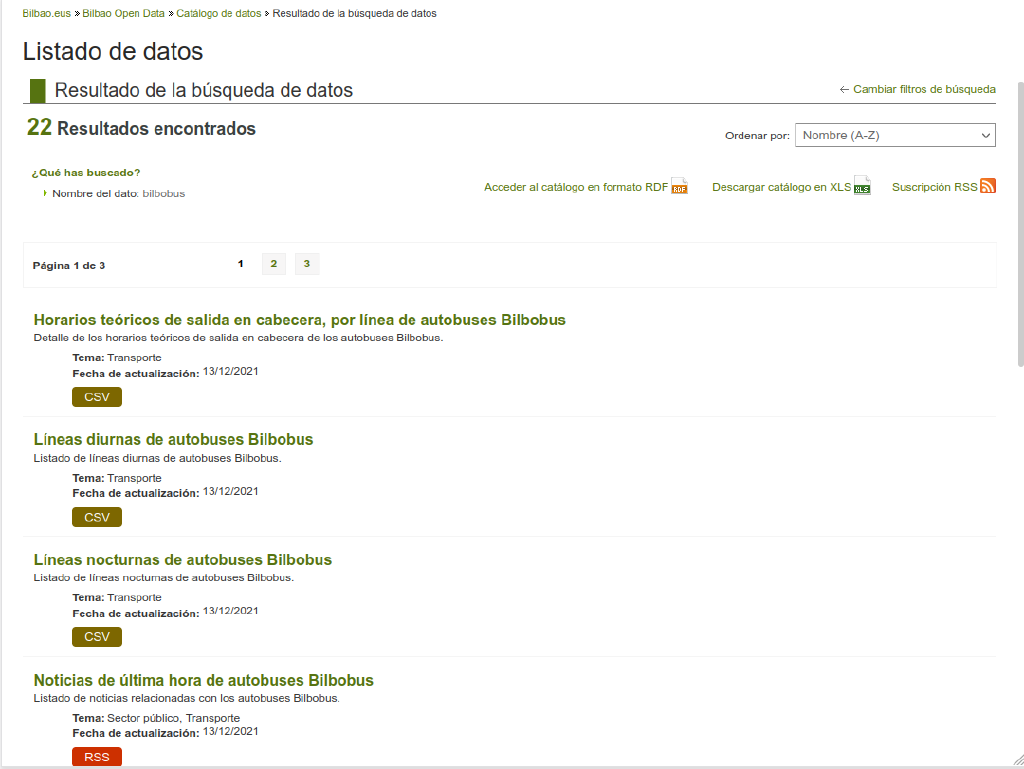 Bilbao.eus » Bilbao Open Data » Catálogo de datos » Resultado de la búsqueda de datos
Listado de datos
Resultado de la búsqueda de datos
← Cambiar filtros de búsqueda
22 Resultados encontrados
Ordenar por: Nombre (A-Z)
¿Qué has buscado?
Nombre del dato: bilbobus
Acceder al catálogo en formato RDF RDF Descargar catálogo en XLS XLS Suscripción RSS
Página 1 de 3 1 2 3
Horarios teóricos de salida en cabecera, por línea de autobuses Bilbobus
Detalle de los horarios teóricos de salida en cabecera de los autobuses Bilbobus.
Tema: Transporte
Fecha de actualización: 13/12/2021
CSV
Líneas diurnas de autobuses Bilbobus
Listado de líneas diurnas de autobuses Bilbobus.
Tema: Transporte
Fecha de actualización: 13/12/2021
CSV
Líneas nocturnas de autobuses Bilbobus
Listado de líneas nocturnas de autobuses Bilbobus.
Tema: Transporte
Fecha de actualización: 13/12/2021
CSV
Noticias de última hora de autobuses Bilbobus
Listado de noticias relacionadas con los autobuses Bilbobus.
Tema: Sector público, Transporte
Fecha de actualización: 13/12/2021
RSS